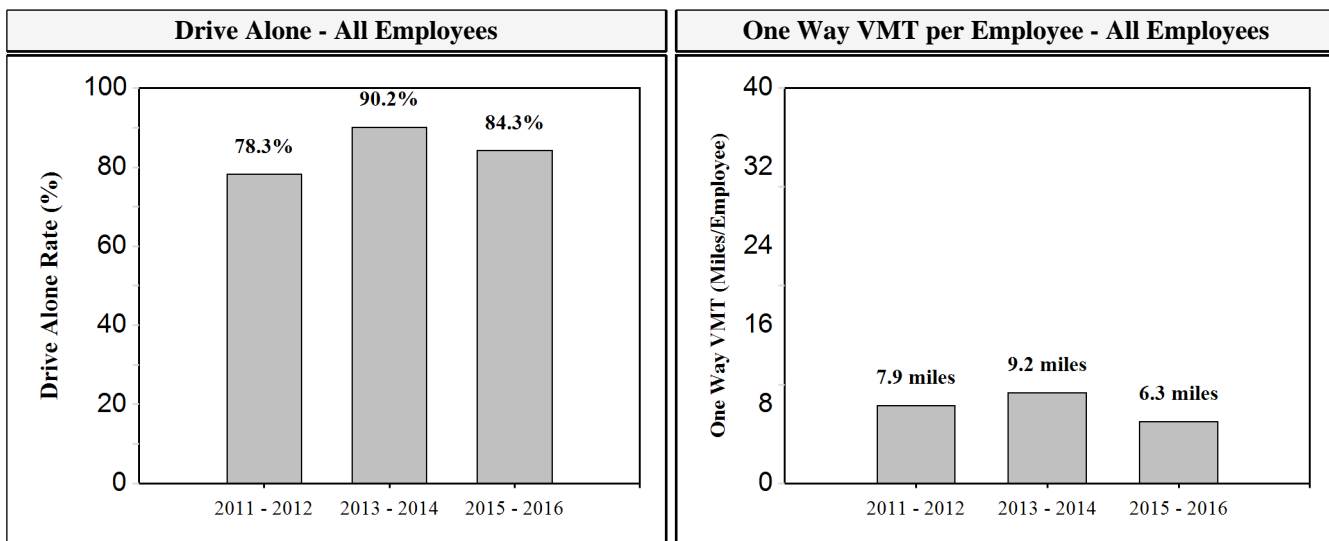 Drive Alone - All Employees
Drive Alone Rate (%)
100
80
60
40
20
0
78.3%
90.2%
84.3%
2011 - 2012
2013 - 2014
2015 - 2016
One Way VMT per Employee - All Employees
One Way VMT (Miles/Employee)
40
32
24
16
8
0
7.9 miles
9.2 miles
6.3 miles
2011 - 2012
2013 - 2014
2015 - 2016